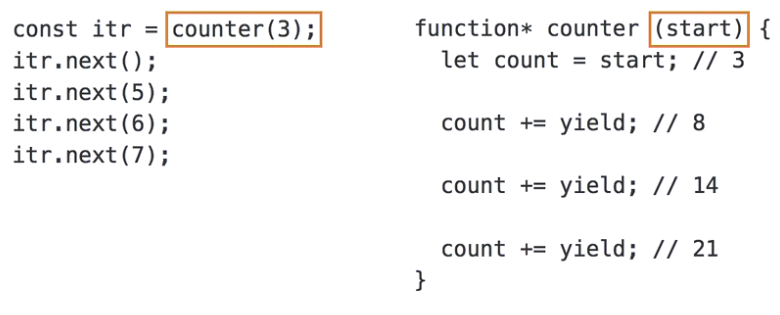 const itr = counter(3);
itr.next();
itr.next(5);
itr.next(6);
itr.next(7);
function* counter (start) {
  let count = start; // 3
  count += yield; // 8
  count += yield; // 14
  count += yield; // 21
}